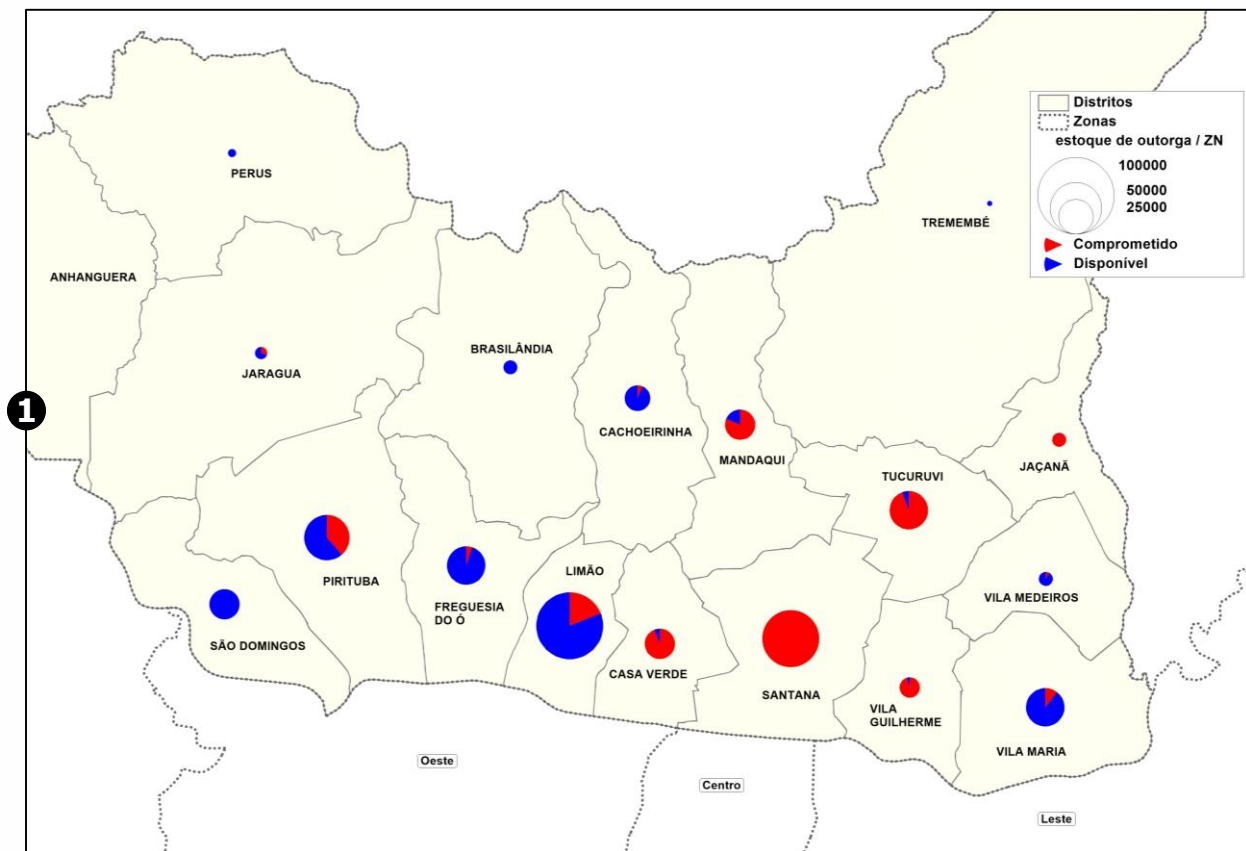 Distritos
Zonas
estoque de outorga / ZN
100000
50000
25000
Comprometido
Disponível
PERUS
TREMEMBÉ
ANHANGUERA
BRASILÂNDIA
JARAGUA
1
CACHOEIRINHA
MANDAQUI
JAÇANÃ
TUCURUVI
LIMÃO
PIRITUBA
FREGUESIA
DO Ó
VILA MEDEIROS
SÃO DOMINGOS
CASA VERDE
SANTANA
VILA
GUILHERME
VILA MARIA
Oeste
Centro
Leste